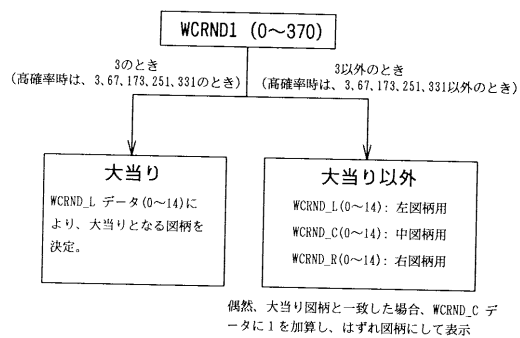 WCRND1 (0～370)
3のとき
(高確率時は、3、67、173、251、331のとき)
3以外のとき
(高確率時は、3、67、173、251、331以外のとき)
大当り
WCRND_L データ(0～14)に
より、大当りとなる図柄を
決定。
大当り以外
WCRND_L(0～14): 左図柄用
WCRND_C(0～14): 中図柄用
WCRND_R(0～14): 右図柄用
偶然、大当り図柄と一致した場合、WCRND_C デ
ータに1を加算し、はずれ図柄にして表示